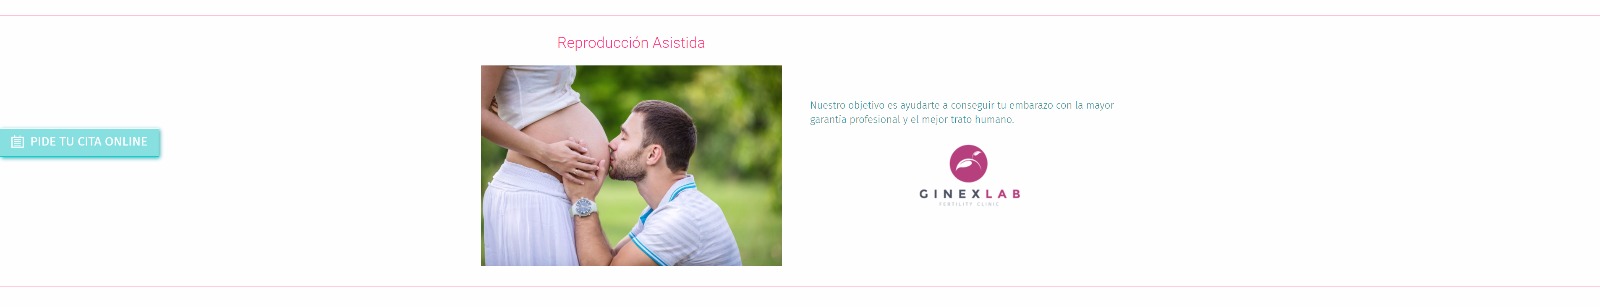 Reproducción Asistida
Nuestro objetivo es ayudarte a conseguir tu embarazo con la mayor
garantía profesional y el mejor trato humano.
PIDE TU CITA ONLINE
GINEXLAB
FERTILITY CLINIC